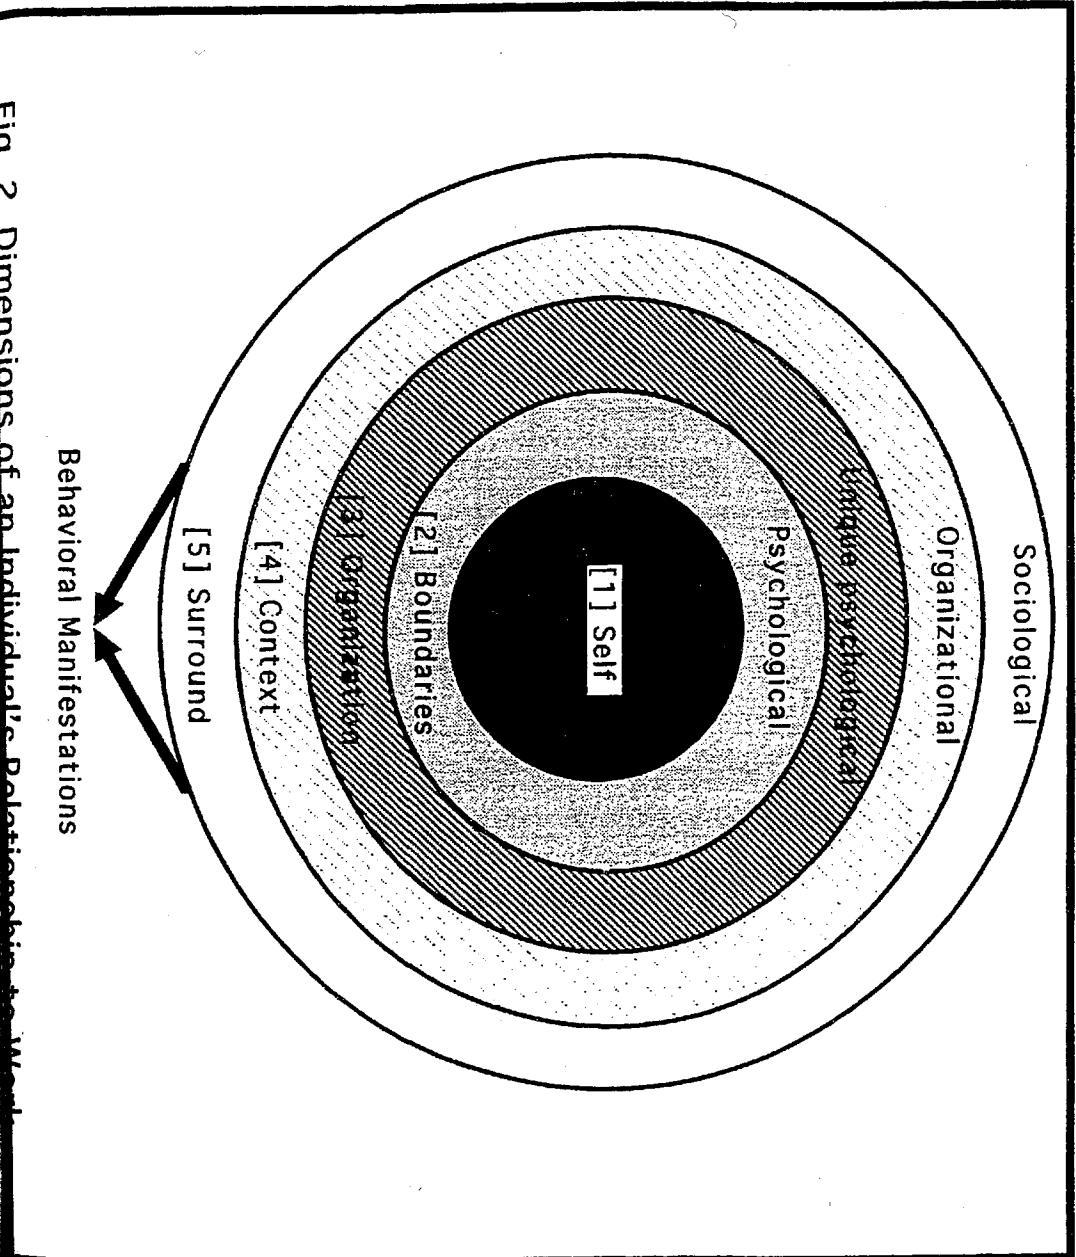 Sociological
Organizational
Unique psychological
Psychological
[1] Self
[2] Boundaries
[3] Organization
[4] Context
[5] Surround
Behavioral Manifestations
Fig. 2 Dimensions of an Individual's Relationship to Work